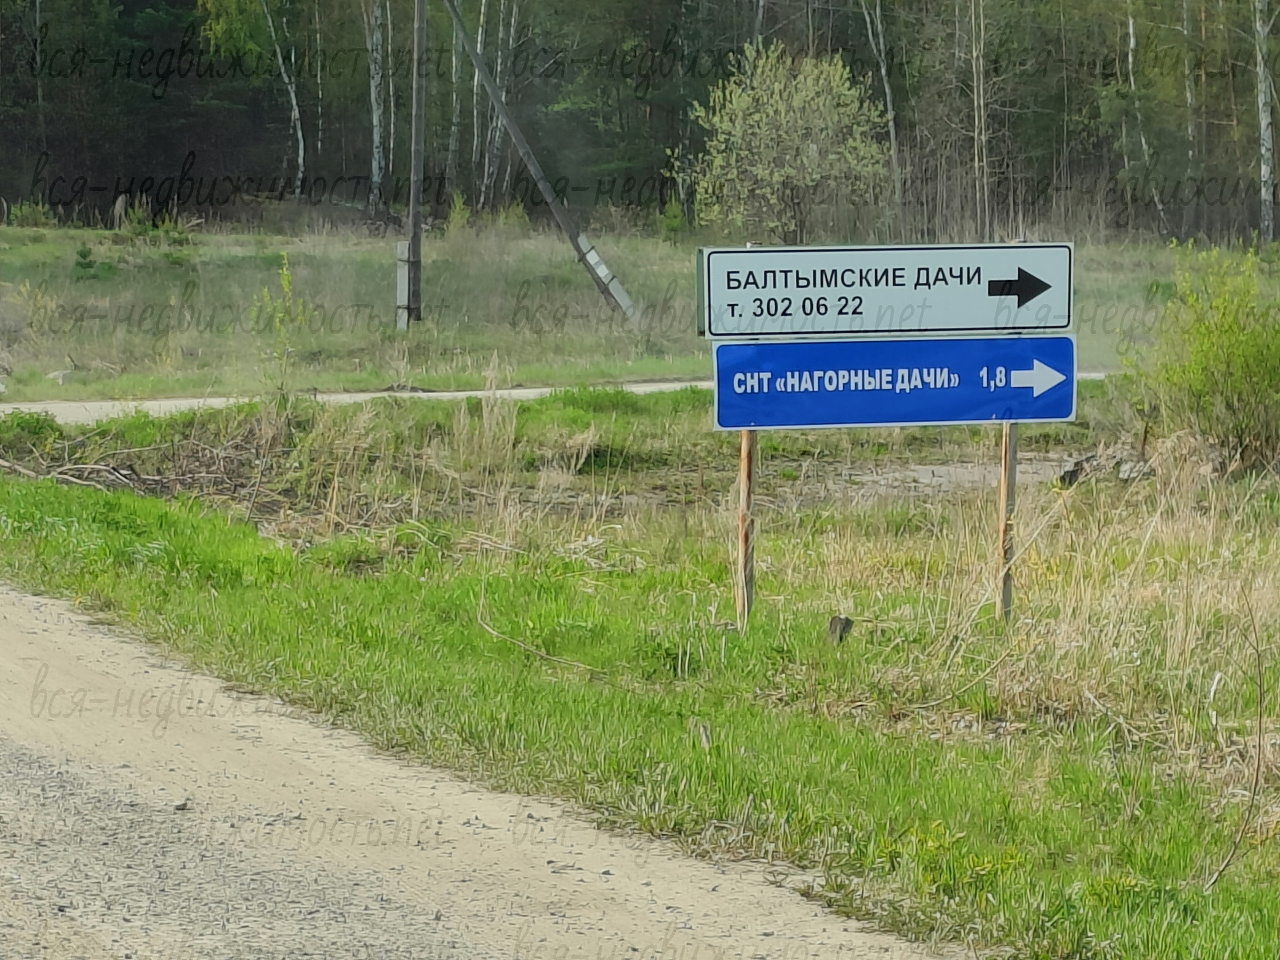 БАЛТЫМСКИЕ ДАЧИ
т. 302 06 22
СНТ «НАГОРНЫЕ ДАЧИ» 1,8
вся-недвижимость.net